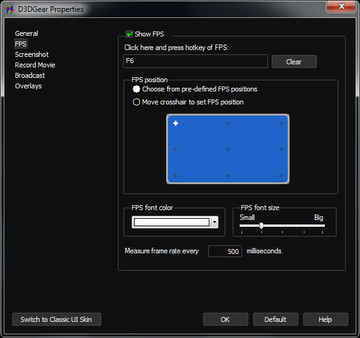 D3DGear Properties
General
FPS
Screenshot
Record Movie
Broadcast
Overlays
Show FPS
Click here and press hotkey of FPS:
F6
Clear
FPS position
Choose from pre-defined FPS positions
Move crosshair to set FPS position
FPS font color
FPS font size
Small Big
Measure frame rate every 500 milliseconds.
Switch to Classic UI Skin
OK
Default
Help